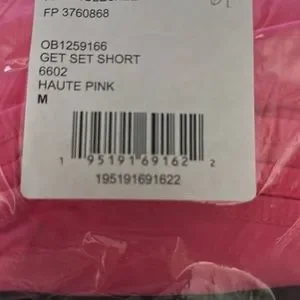 FP 3760868
OB1259166
GET SET SHORT
6602
HAUTE PINK
M
1 95191 69162 2
195191691622